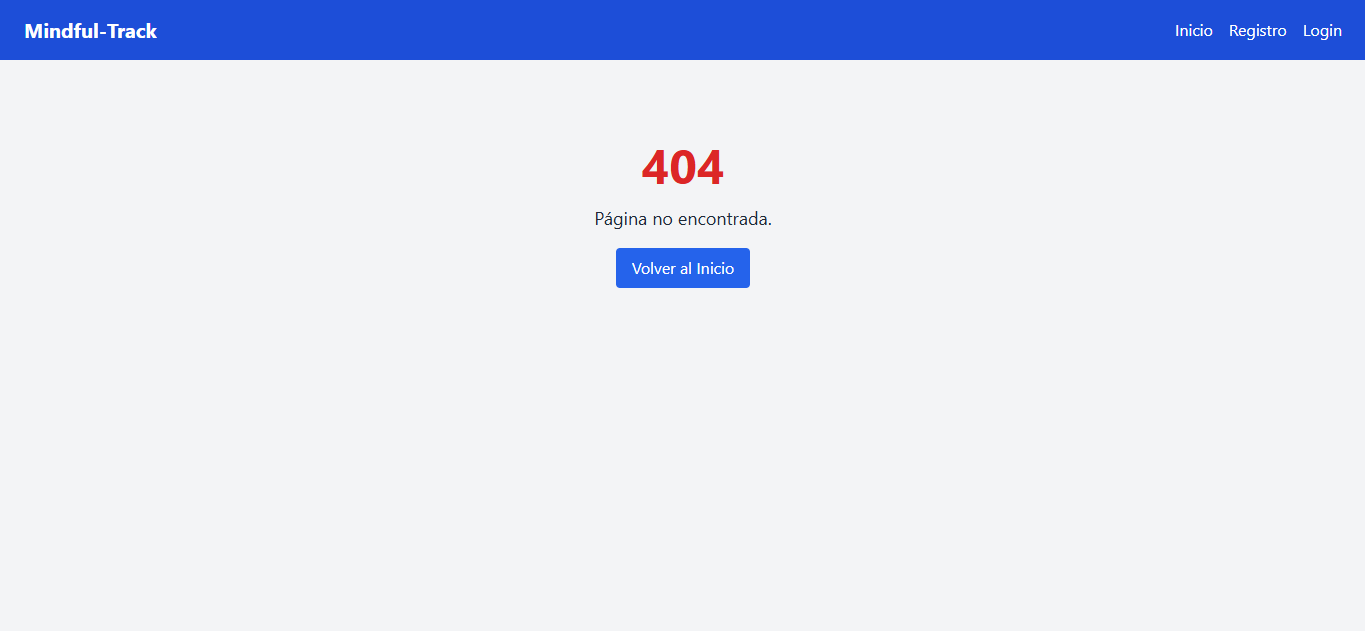 Mindful-Track
Inicio Registro Login
404
Página no encontrada.
Volver al Inicio